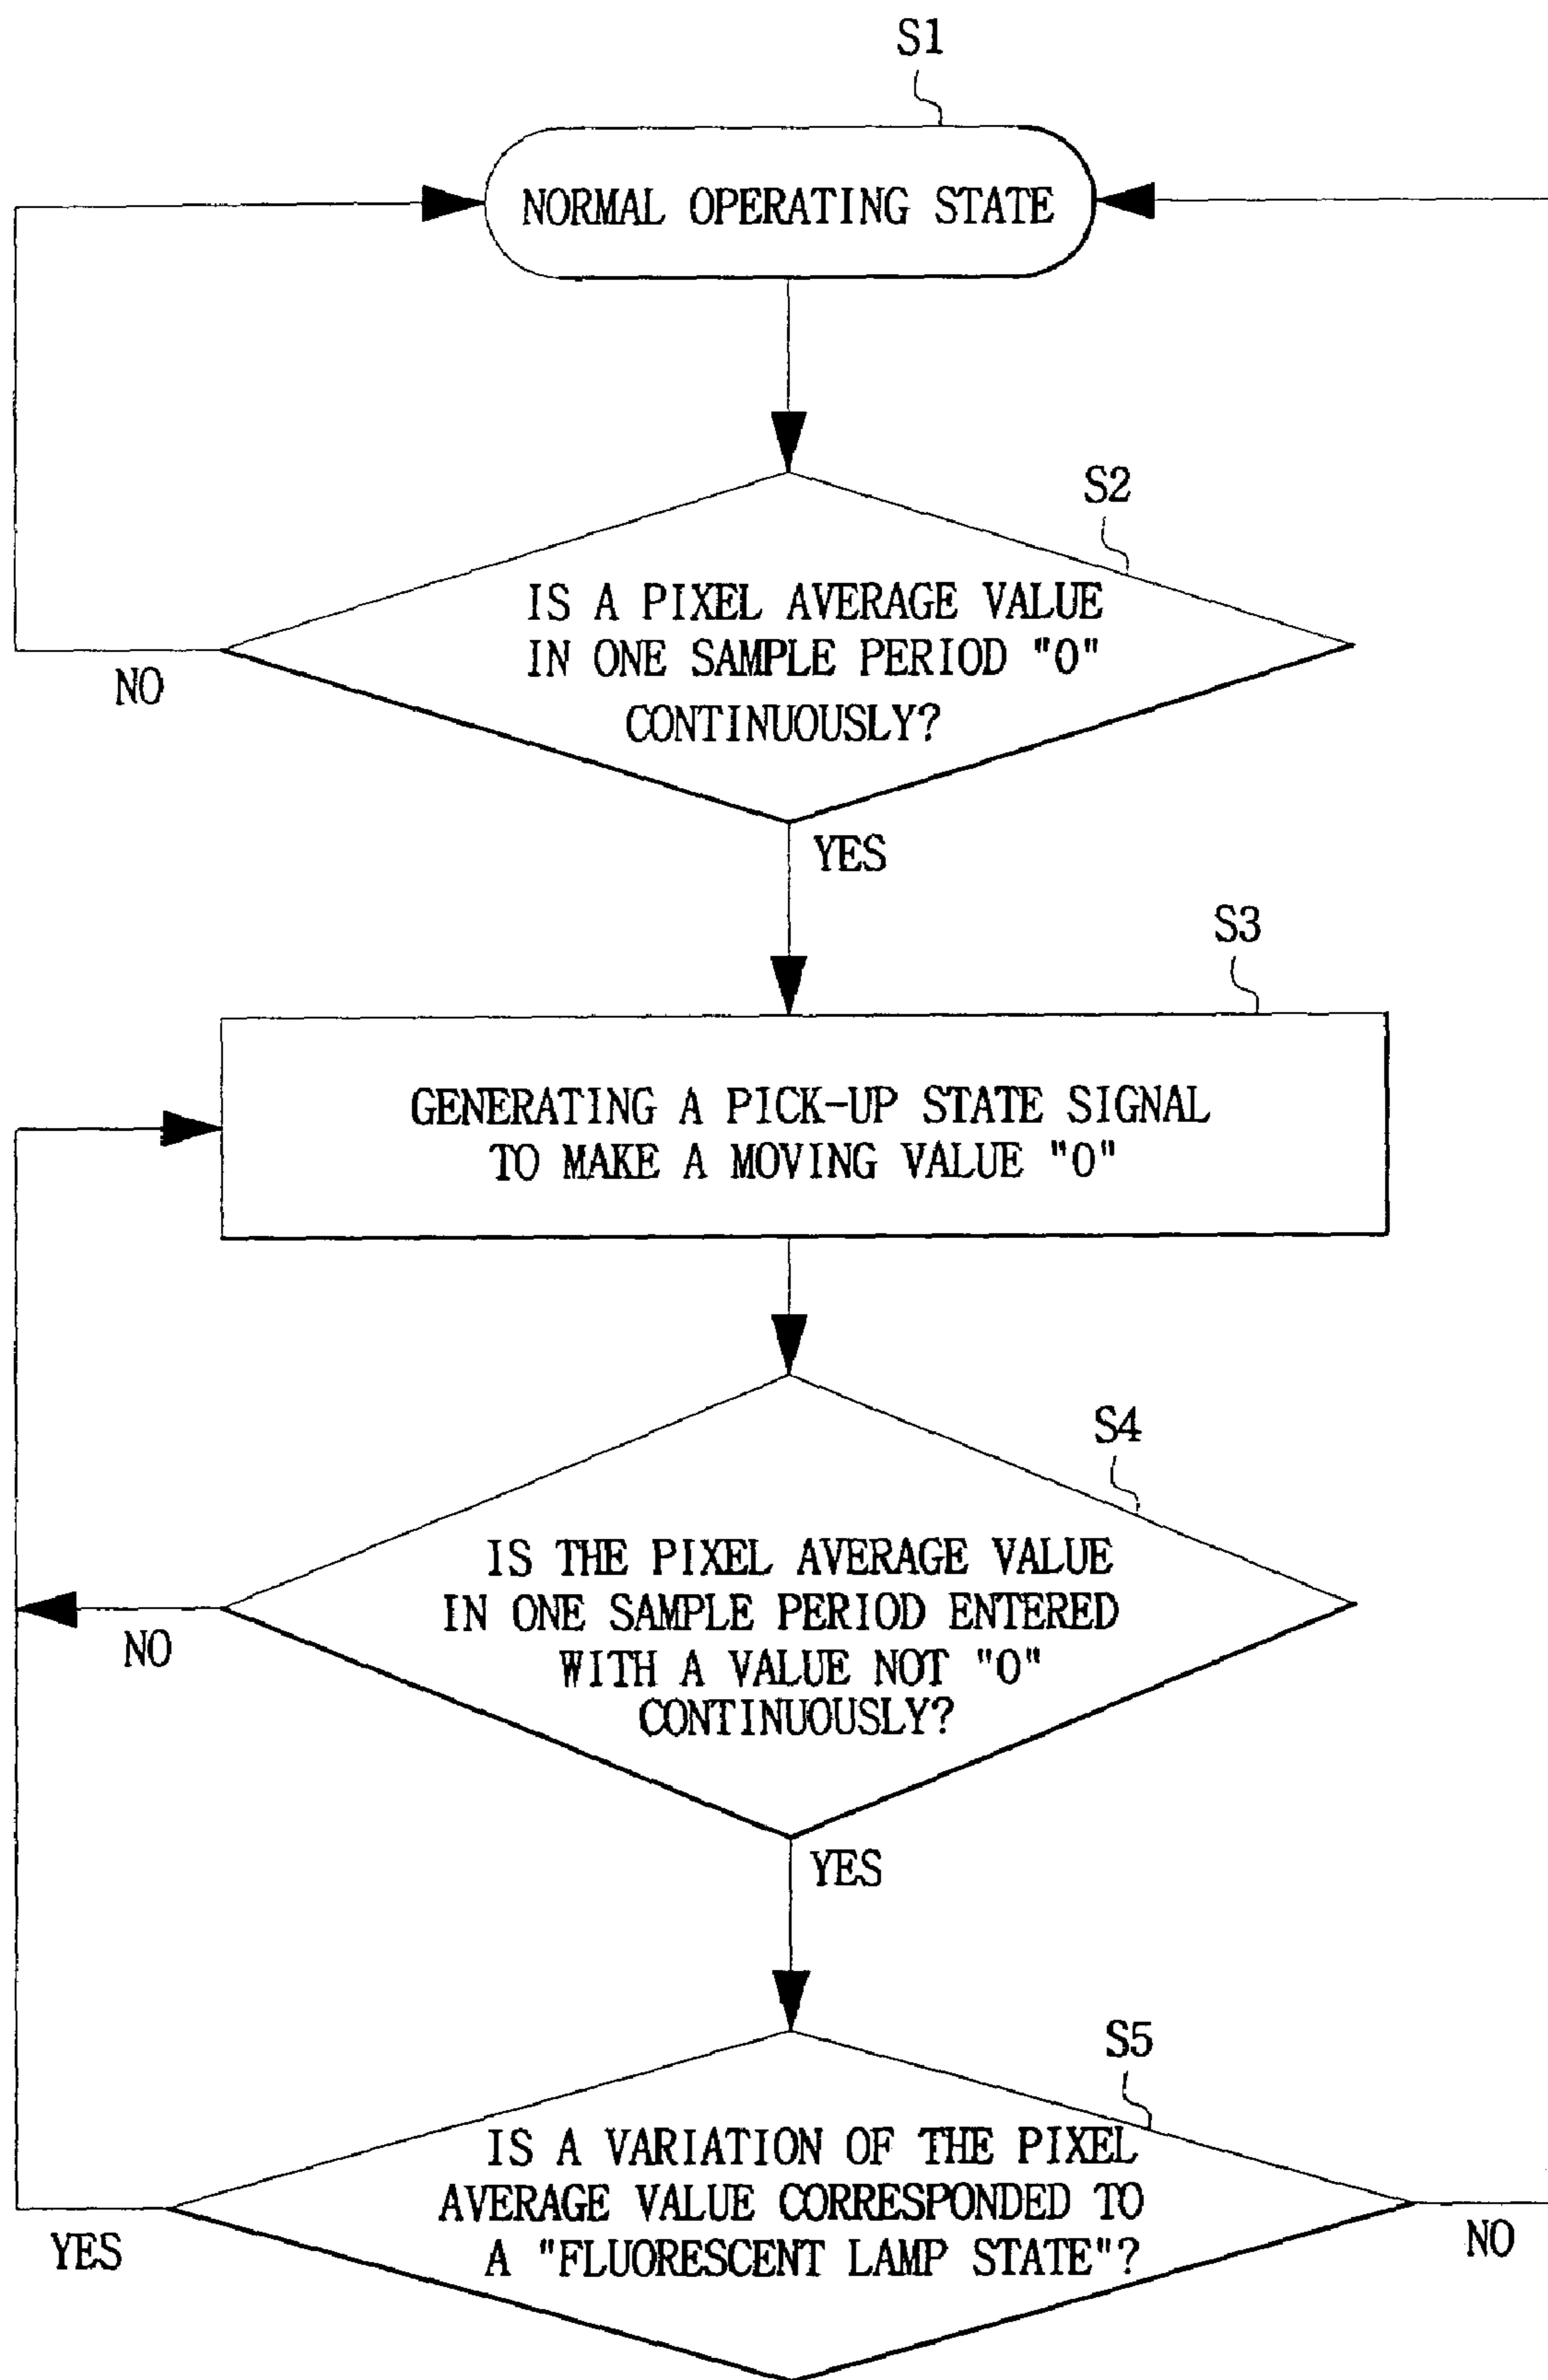 S1
NORMAL OPERATING STATE
S2
IS A PIXEL AVERAGE VALUE
IN ONE SAMPLE PERIOD "0"
CONTINUOUSLY?
NO
YES
S3
GENERATING A PICK-UP STATE SIGNAL
TO MAKE A MOVING VALUE "0"
S4
IS THE PIXEL AVERAGE VALUE
IN ONE SAMPLE PERIOD ENTERED
WITH A VALUE NOT "0"
CONTINUOUSLY?
NO
YES
S5
IS A VARIATION OF THE PIXEL
AVERAGE VALUE CORRESPONDED TO
A "FLUORESCENT LAMP STATE"?
YES
NO